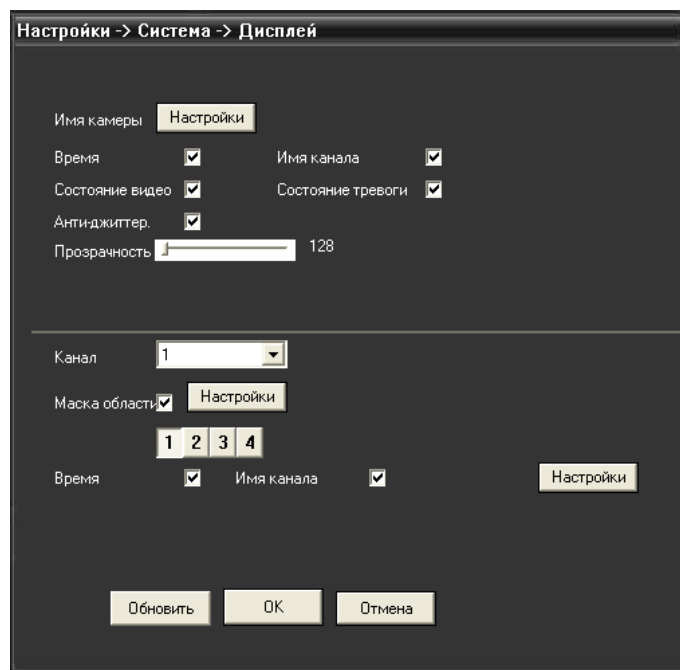 Настройки -> Система -> Дисплей
Имя камеры Настройки
Время Имя канала
Состояние видео Состояние тревоги
Анти-джиттер.
Прозрачность 128
Канал 1
Маска области Настройки
1 2 3 4
Время Имя канала Настройки
Обновить OK Отмена